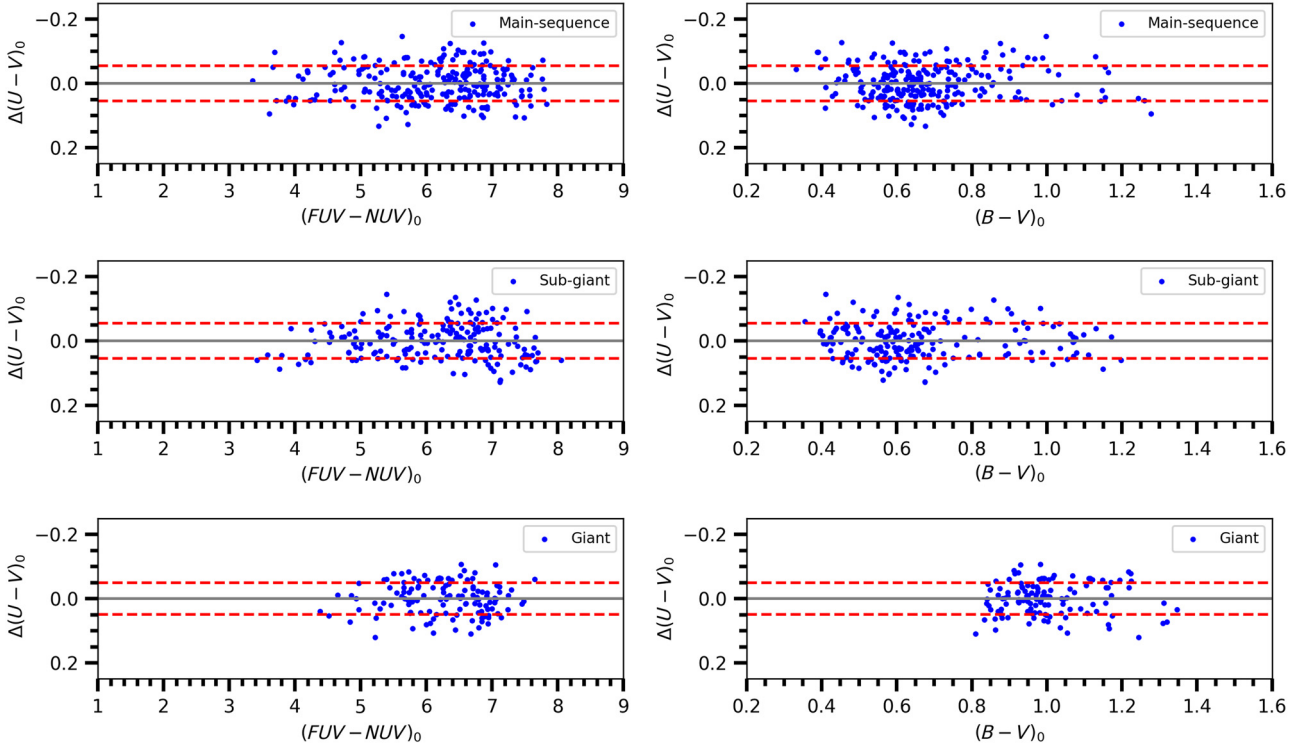 Main-sequence
−0.2
0.0
0.2
Δ(U − V)₀
1 2 3 4 5 6 7 8 9
(FUV − NUV)₀
Main-sequence
−0.2
0.0
0.2
Δ(U − V)₀
0.2 0.4 0.6 0.8 1.0 1.2 1.4 1.6
(B − V)₀
Sub-giant
−0.2
0.0
0.2
Δ(U − V)₀
1 2 3 4 5 6 7 8 9
(FUV − NUV)₀
Sub-giant
−0.2
0.0
0.2
Δ(U − V)₀
0.2 0.4 0.6 0.8 1.0 1.2 1.4 1.6
(B − V)₀
Giant
−0.2
0.0
0.2
Δ(U − V)₀
1 2 3 4 5 6 7 8 9
(FUV − NUV)₀
Giant
−0.2
0.0
0.2
Δ(U − V)₀
0.2 0.4 0.6 0.8 1.0 1.2 1.4 1.6
(B − V)₀